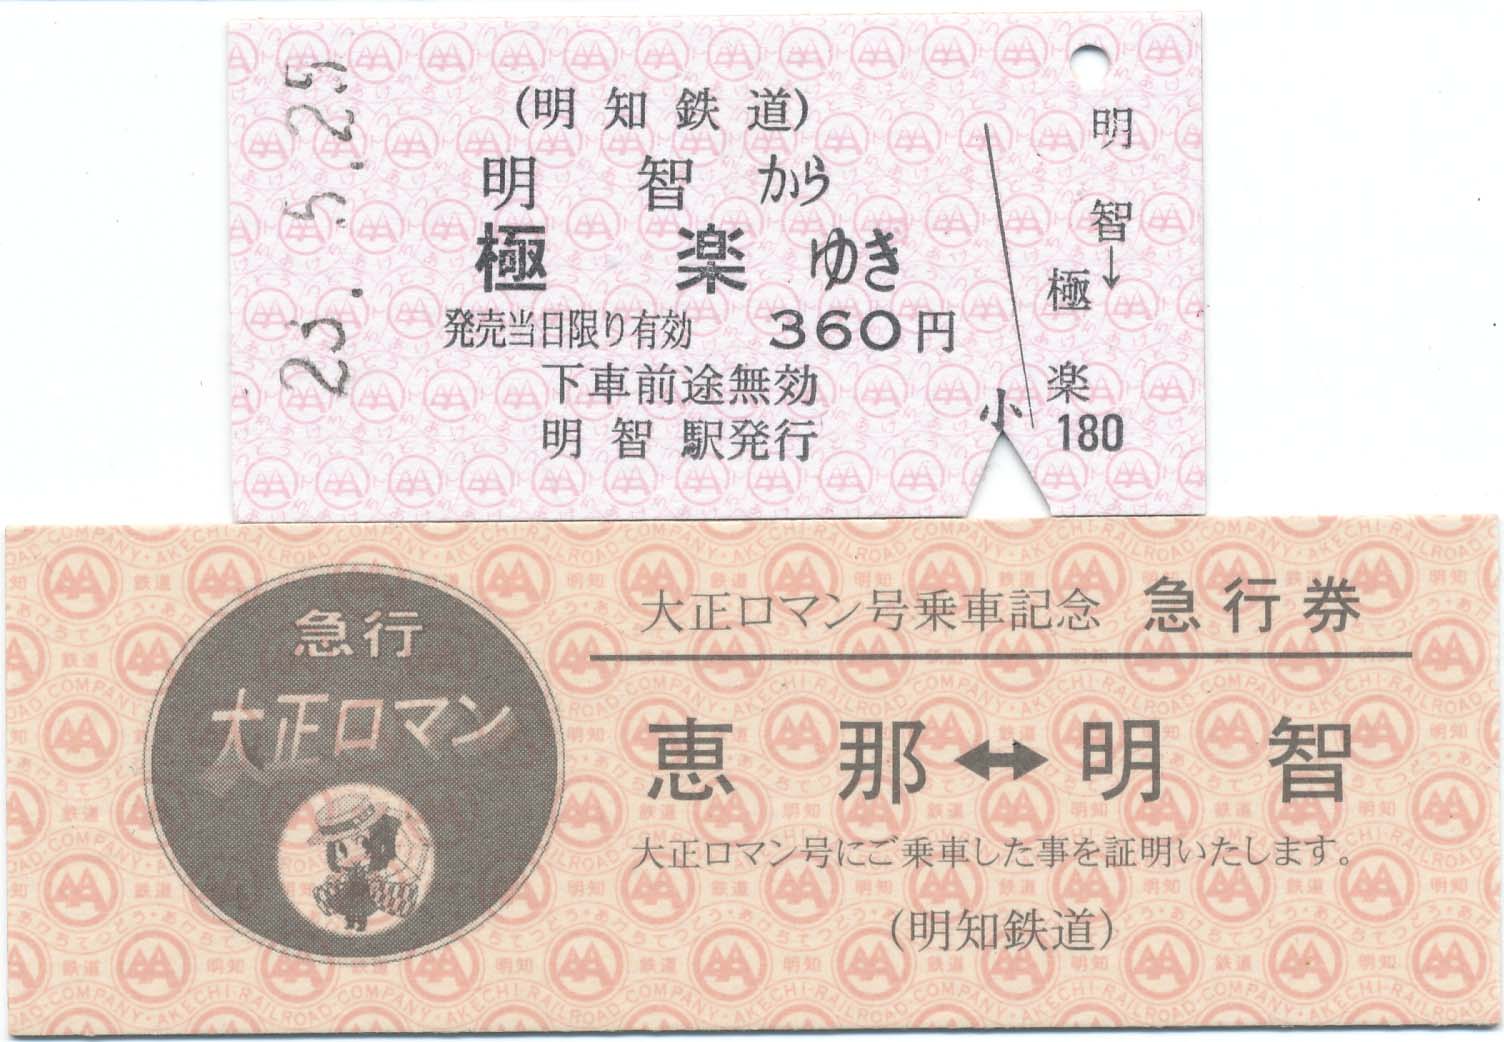 23.-5.25
(明知鉄道)
明智から
極楽ゆき
発売当日限り有効 360円
下車前途無効
明智駅発行
小
明智→極楽
180
急行
大正ロマン
大正ロマン号乗車記念 急行券
恵那↔明智
大正ロマン号にご乗車した事を証明いたします。
(明知鉄道)